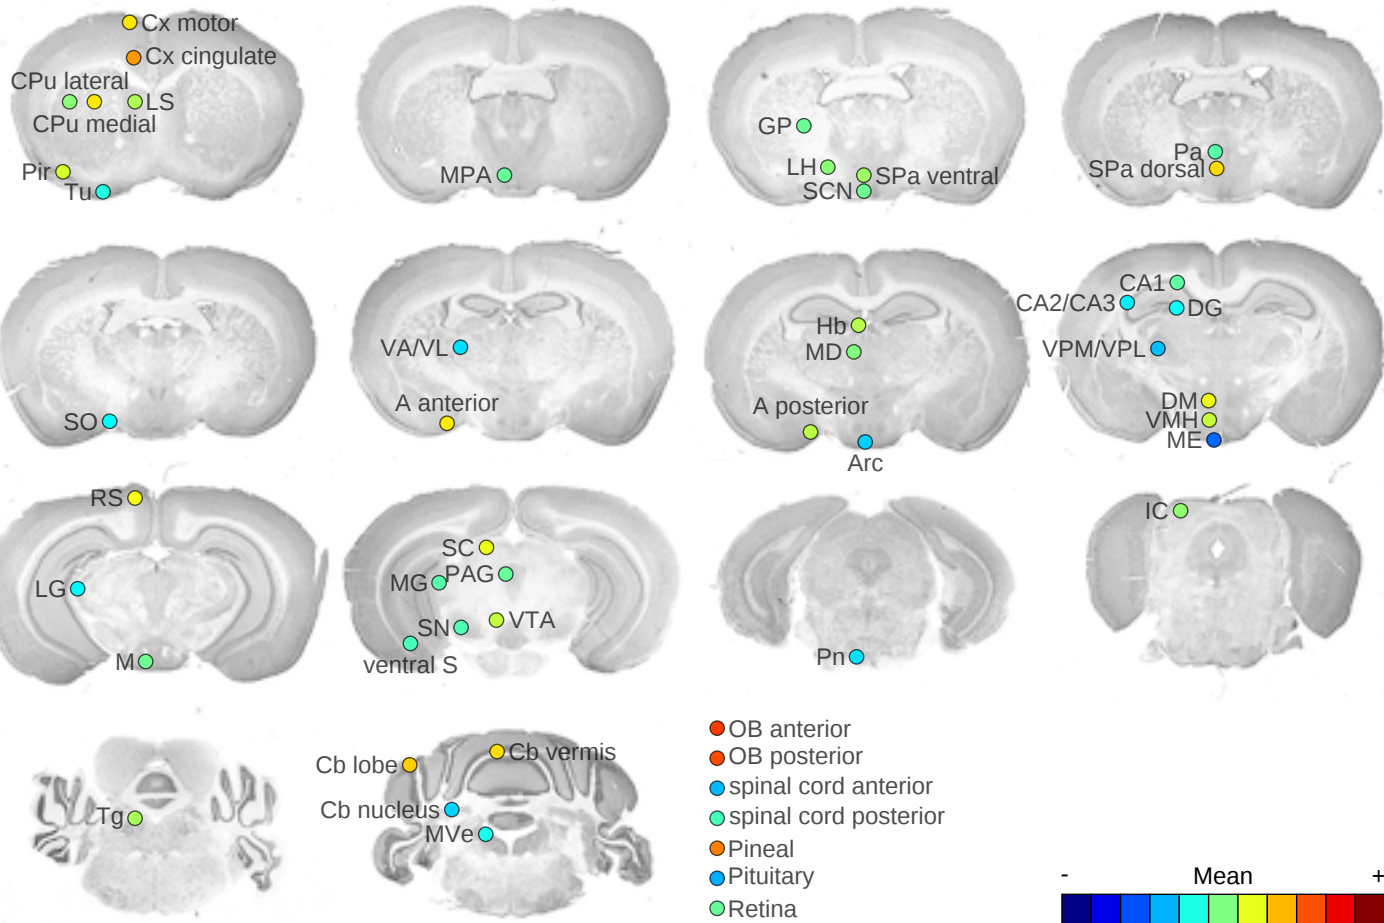 Cx motor
Cx cingulate
CPu lateral
LS
CPu medial
Pir
Tu
MPA
GP
LH
SPa ventral
SCN
Pa
SPa dorsal
SO
VA/VL
A anterior
Hb
MD
A posterior
Arc
CA1
CA2/CA3
DG
VPM/VPL
DM
VMH
ME
RS
LG
M
SC
MG
PAG
SN
VTA
ventral S
Pn
IC
Tg
Cb lobe
Cb vermis
Cb nucleus
MVe
OB anterior
OB posterior
spinal cord anterior
spinal cord posterior
Pineal
Pituitary
Retina
- Mean +